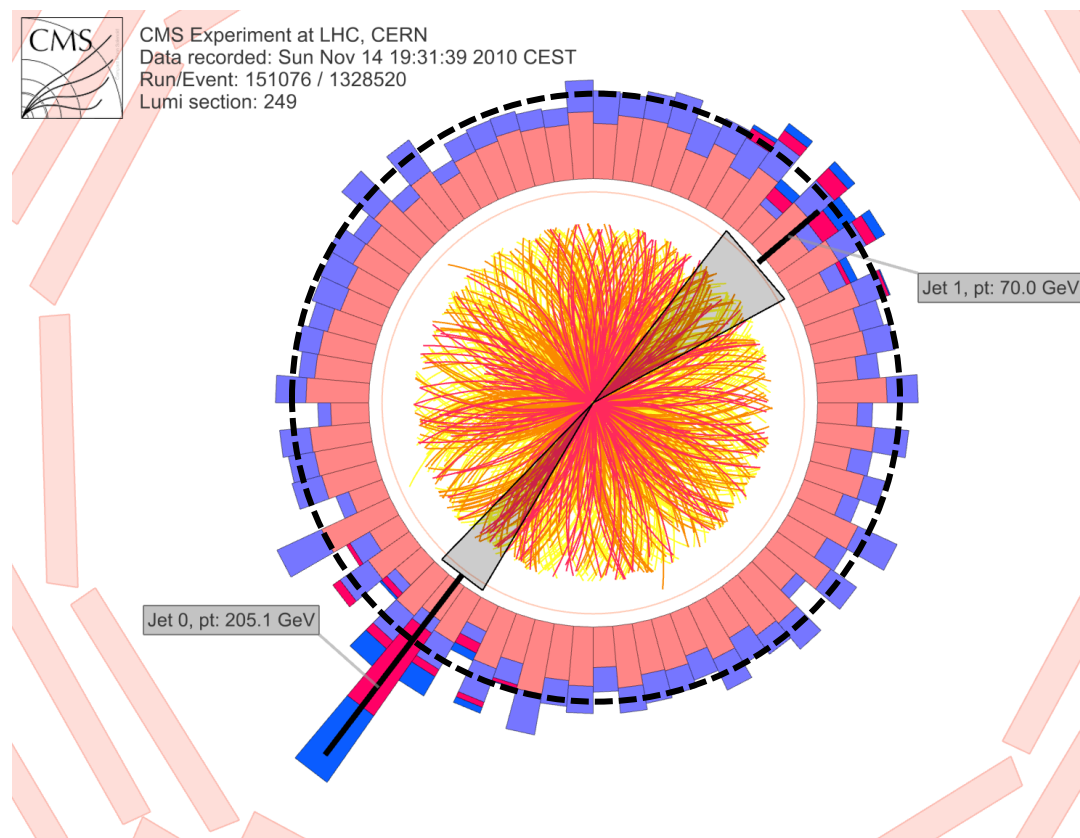 CMS
CMS Experiment at LHC, CERN
Data recorded: Sun Nov 14 19:31:39 2010 CEST
Run/Event: 151076 / 1328520
Lumi section: 249
Jet 1, pt: 70.0 GeV
Jet 0, pt: 205.1 GeV